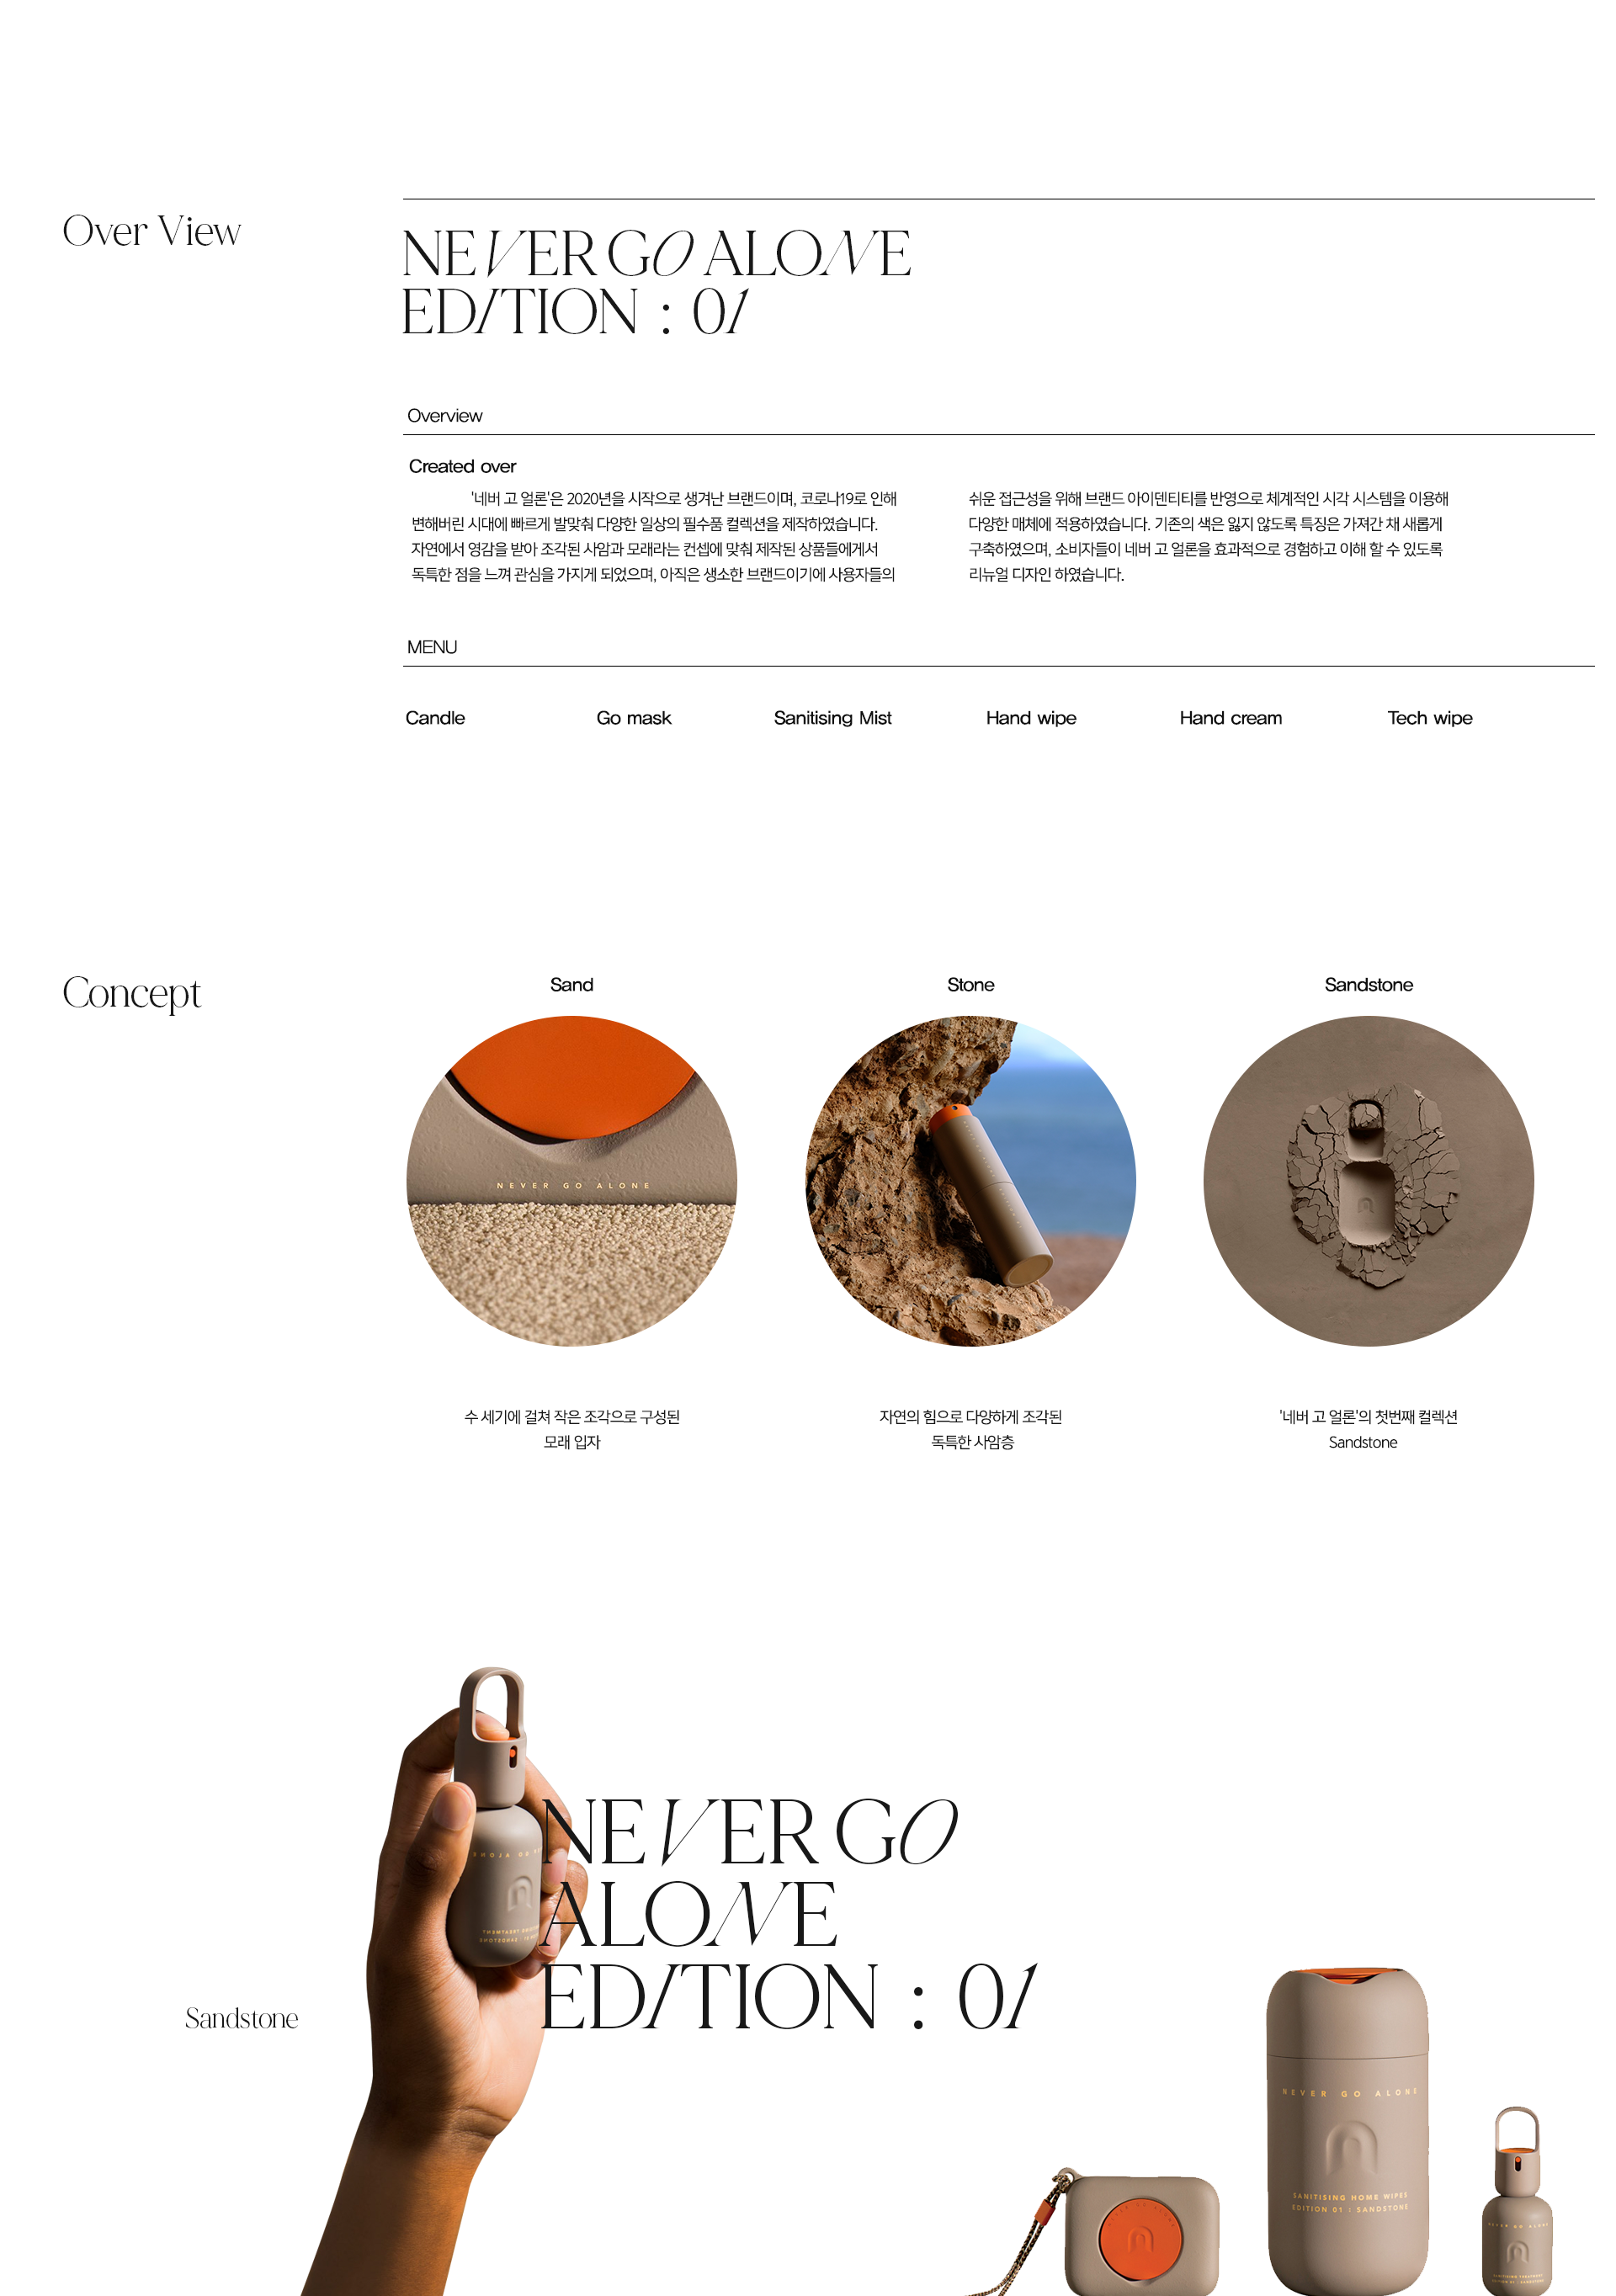 Over View
NEVER GO ALONE
EDITION : 01
Overview
Created over
'네버 고 얼론'은 2020년을 시작으로 생겨난 브랜드이며, 코로나19로 인해
변해버린 시대에 빠르게 발맞춰 다양한 일상의 필수품 컬렉션을 제작하였습니다.
자연에서 영감을 받아 조각된 사암과 모래라는 컨셉에 맞춰 제작된 상품들에게서
독특한 점을 느껴 관심을 가지게 되었으며, 아직은 생소한 브랜드이기에 사용자들의
쉬운 접근성을 위해 브랜드 아이덴티티를 반영으로 체계적인 시각 시스템을 이용해
다양한 매체에 적용하였습니다. 기존의 색은 잃지 않도록 특징은 가져간 채 새롭게
구축하였으며, 소비자들이 네버 고 얼론을 효과적으로 경험하고 이해 할 수 있도록
리뉴얼 디자인 하였습니다.
MENU
Candle
Go mask
Sanitising Mist
Hand wipe
Hand cream
Tech wipe
Concept
Sand
Stone
Sandstone
NEVER GO ALONE
수 세기에 걸쳐 작은 조각으로 구성된
모래 입자
자연의 힘으로 다양하게 조각된
독특한 사암층
'네버 고 얼론'의 첫번째 컬렉션
Sandstone
NEVER GO
ALONE
EDITION : 01
Sandstone
NEVER GO ALONE
SANITISING HOME WIPES
EDITION 01 : SANDSTONE